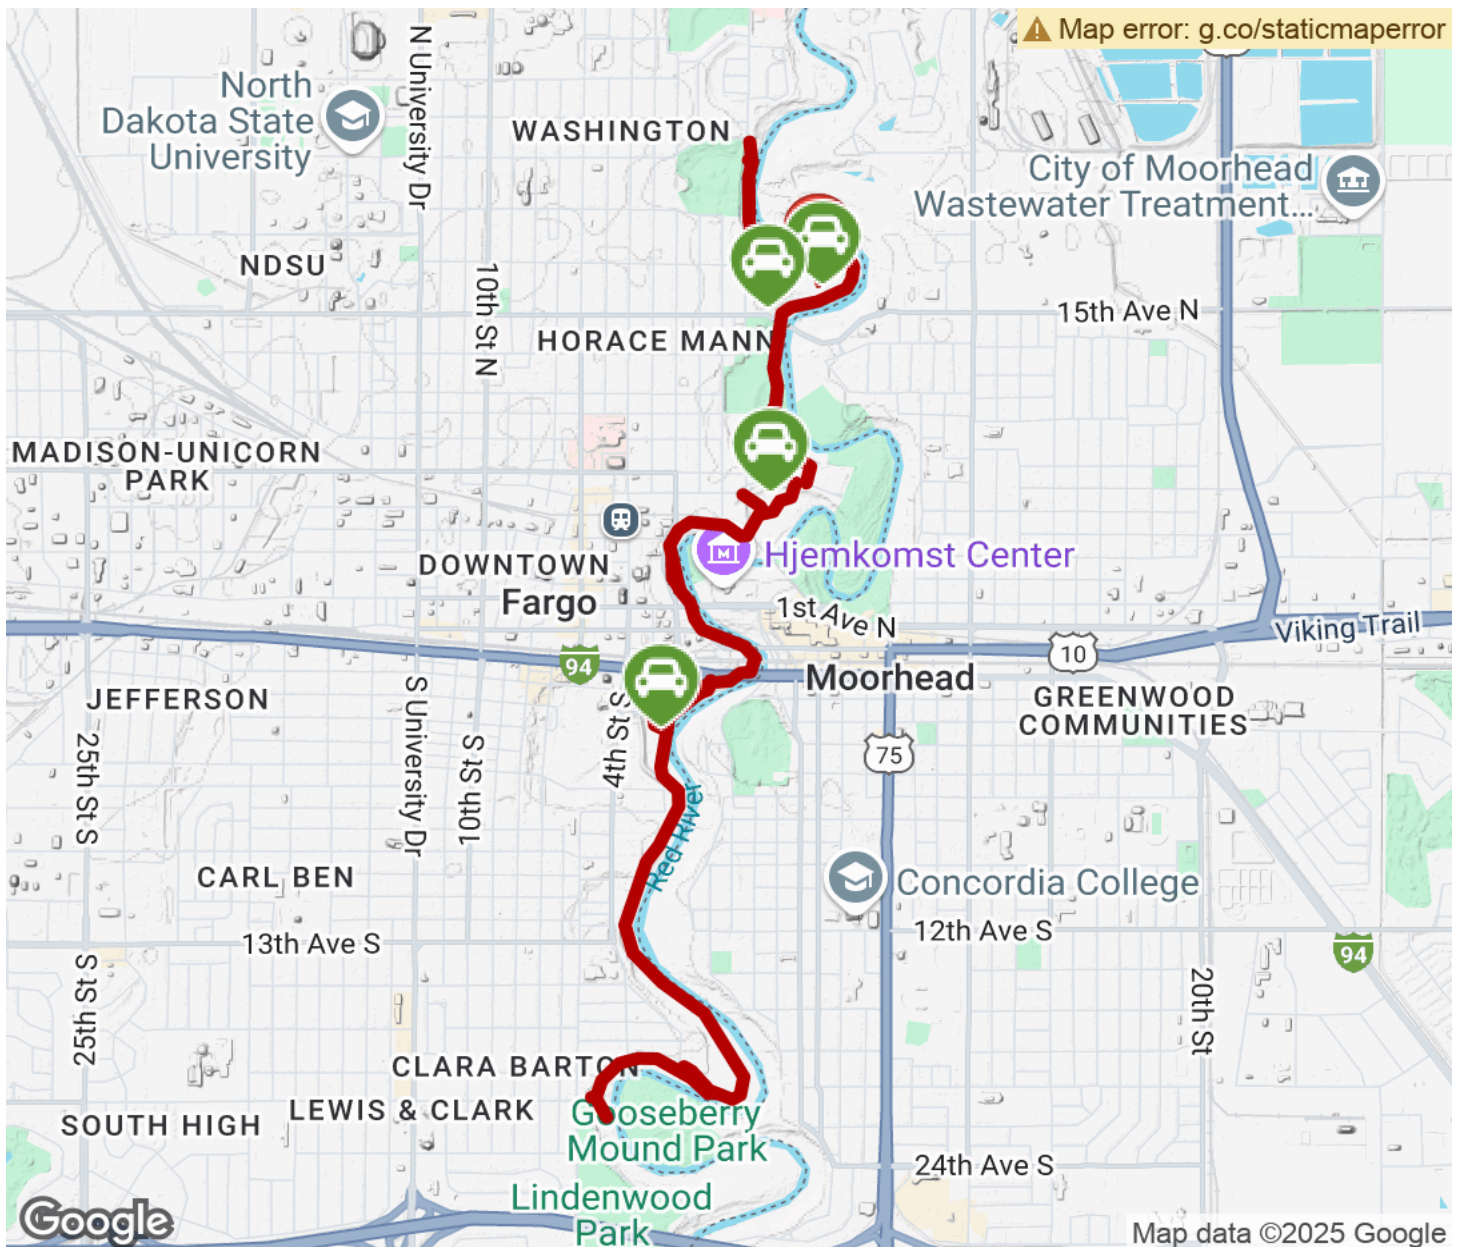 Map error: g.co/staticmaperror
N University Dr
North
Dakota State
University
WASHINGTON
City of Moorhead
Wastewater Treatment...
NDSU
10th St N
15th Ave N
HORACE MANN
MADISON-UNICORN
PARK
Hjemkomst Center
DOWNTOWN
Fargo
1st Ave N
Viking Trail
10
94
Moorhead
JEFFERSON
GREENWOOD
COMMUNITIES
25th St S
S University Dr
10th St S
4th St S
75
Red River
CARL BEN
Concordia College
13th Ave S
12th Ave S
94
25th St S
20th St
CLARA BARTON
LEWIS & CLARK
SOUTH HIGH
Gooseberry
Mound Park
24th Ave S
Lindenwood
Park
Google
Map data ©2025 Google